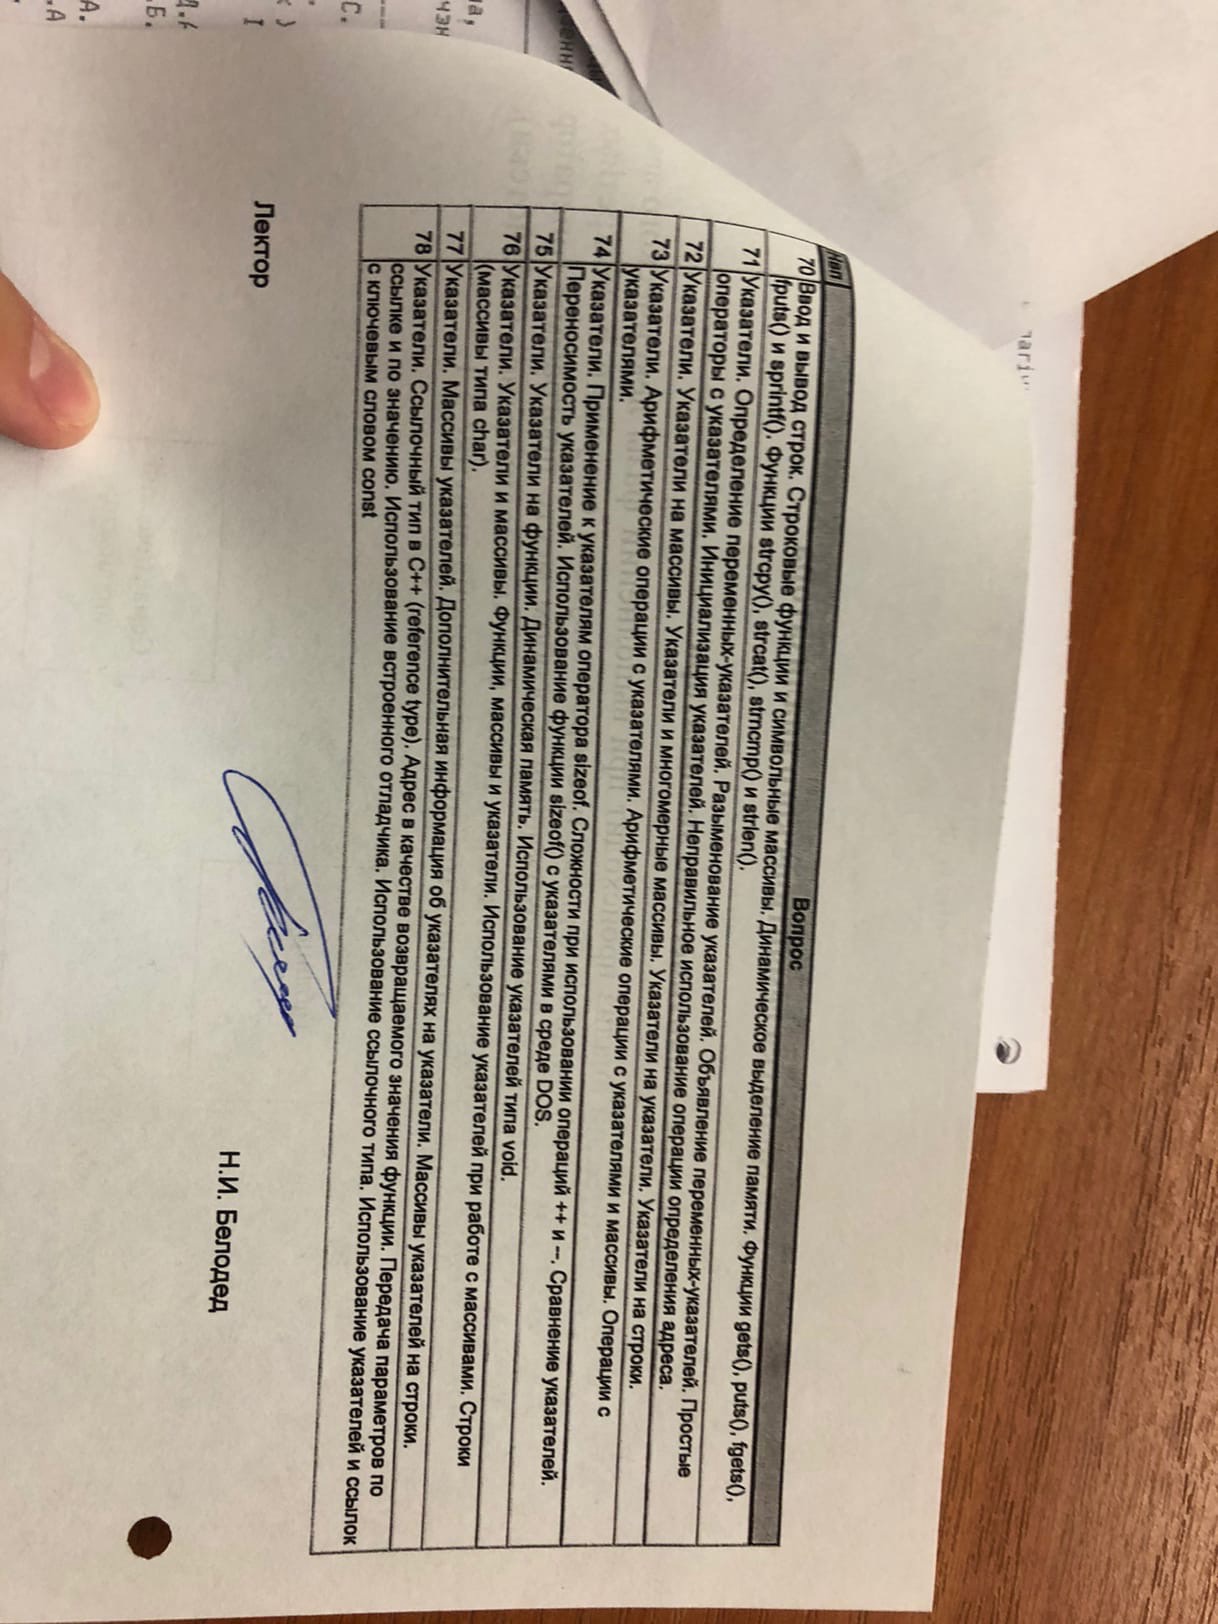 Нвп
Вопрос
70 Ввод и вывод строк. Строковые функции и символьные массивы. Динамическое выделение памяти. Функции gets(), puts(), fgets(),
fputs() и sprintf(). Функции strcpy(), strcat(), strncmp() и strlen().
71 Указатели. Определение переменных-указателей. Разыменование указателей. Объявление переменных-указателей. Простые
операторы с указателями. Инициализация указателей. Неправильное использование операции определения адреса.
72 Указатели. Указатели на массивы. Указатели и многомерные массивы. Указатели на указатели. Указатели на строки.
73 Указатели. Арифметические операции с указателями. Арифметические операции с указателями и массивы. Операции с
указателями.
74 Указатели. Применение к указателям оператора sizeof. Сложности при использовании операций ++ и --. Сравнение указателей.
Переносимость указателей. Использование функции sizeof() с указателями в среде DOS.
75 Указатели. Указатели на функции. Динамическая память. Использование указателей типа void.
76 Указатели. Указатели и массивы. Функции, массивы и указатели. Использование указателей при работе с массивами. Строки
(массивы типа char).
77 Указатели. Массивы указателей. Дополнительная информация об указателях на указатели. Массивы указателей на строки.
78 Указатели. Ссылочный тип в C++ (reference type). Адрес в качестве возвращаемого значения функции. Передача параметров по
ссылке и по значению. Использование встроенного отладчика. Использование ссылочного типа. Использование указателей и ссылок
с ключевым словом const
Лектор
Н.И. Белодед